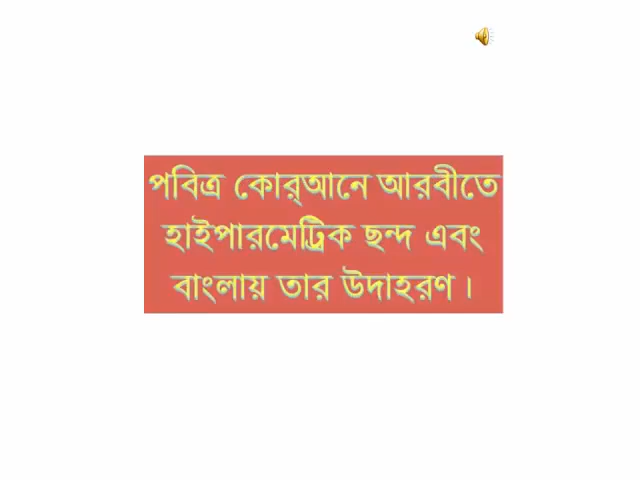 পবিত্র কোর্‌আনে আরবীতে
হাইপারমেট্রিক ছন্দ এবং
বাংলায় তার উদাহরণ ।